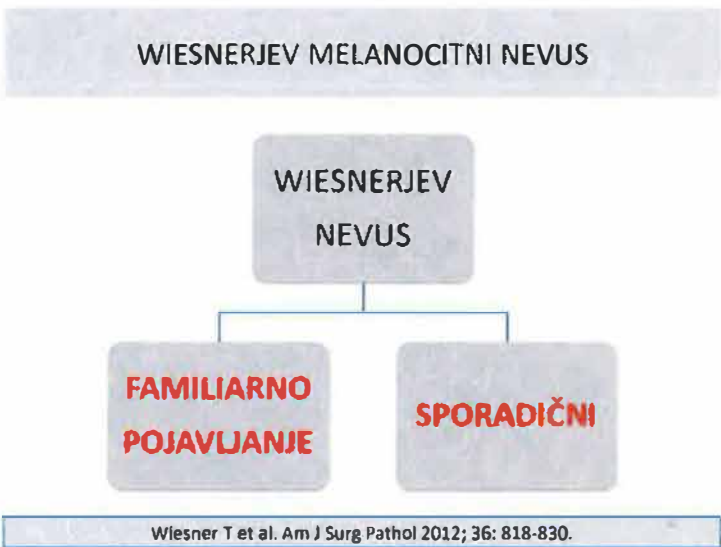 WIESNERJEV MELANOCITNI NEVUS
WIESNERJEV
NEVUS
FAMILIARNO
POJAVLJANJE
SPORADIČNI
Wiesner T et al. Am J Surg Pathol 2012; 36: 818-830.